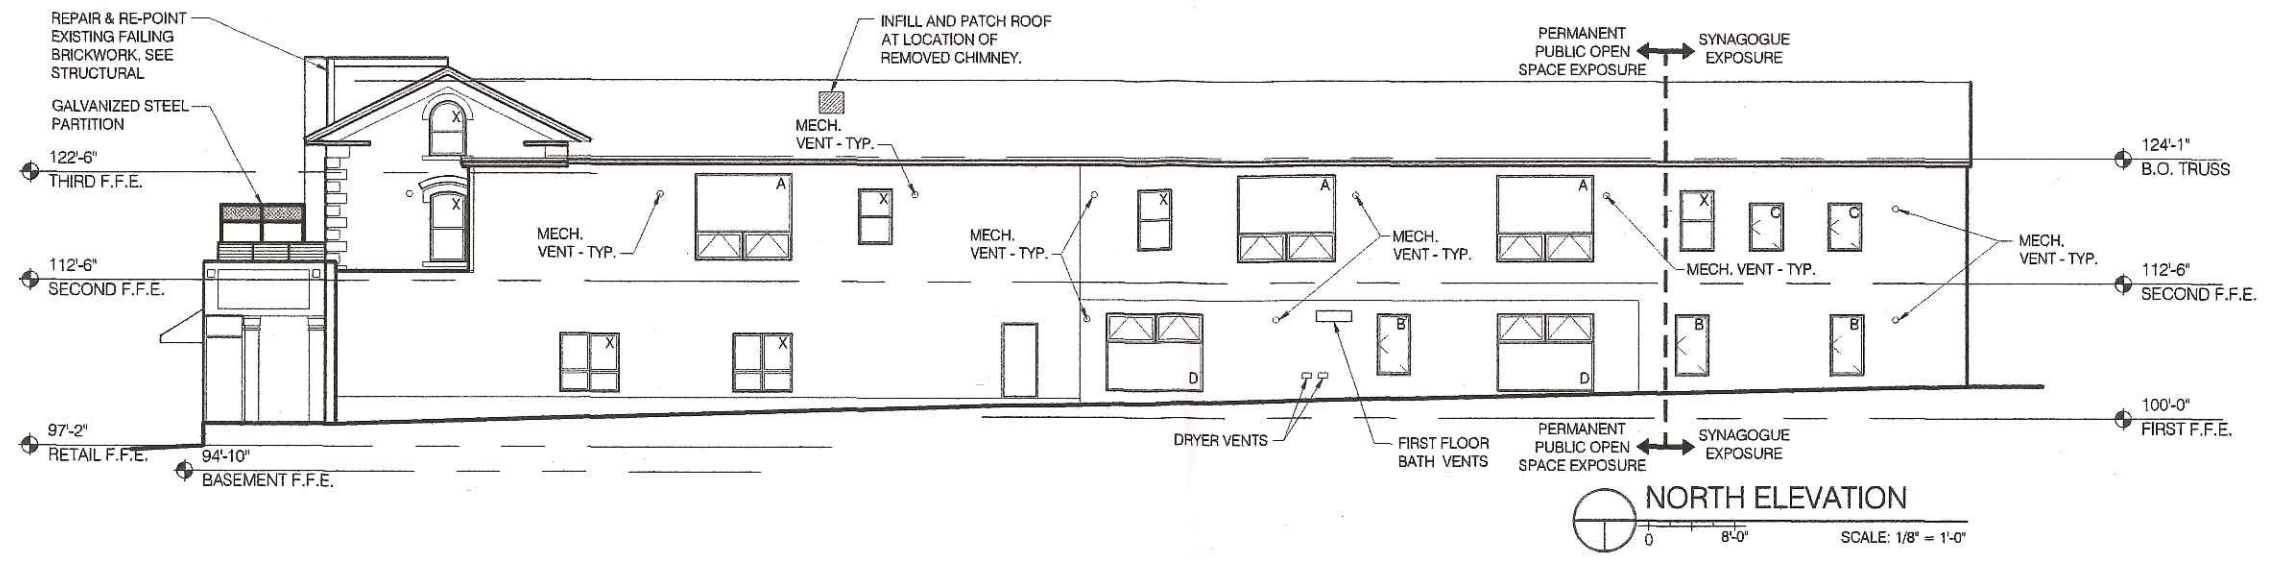 REPAIR & RE-POINT
EXISTING FAILING
BRICKWORK. SEE
STRUCTURAL
GALVANIZED STEEL
PARTITION
122'-6"
THIRD F.F.E.
112'-6"
SECOND F.F.E.
97'-2"
RETAIL F.F.E.
94'-10"
BASEMENT F.F.E.
INFILL AND PATCH ROOF
AT LOCATION OF
REMOVED CHIMNEY.
MECH.
VENT - TYP.
X
X
MECH.
VENT - TYP.
A
X
X
X
MECH.
VENT - TYP.
X
A
MECH.
VENT - TYP.
A
MECH. VENT - TYP.
X
C
C
MECH.
VENT - TYP.
D
B
D
B
B
DRYER VENTS
FIRST FLOOR
BATH VENTS
PERMANENT
PUBLIC OPEN
SPACE EXPOSURE
SYNAGOGUE
EXPOSURE
PERMANENT
PUBLIC OPEN
SPACE EXPOSURE
SYNAGOGUE
EXPOSURE
124'-1"
B.O. TRUSS
112'-6"
SECOND F.F.E.
100'-0"
FIRST F.F.E.
NORTH ELEVATION
0
8'-0"
SCALE: 1/8" = 1'-0"